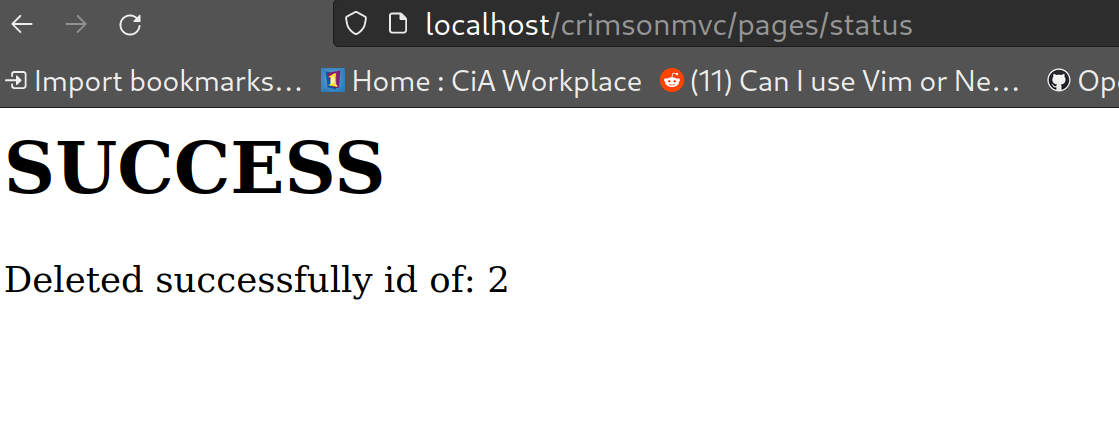 localhost/crimsonmvc/pages/status
Import bookmarks... Home : CiA Workplace (11) Can I use Vim or Ne... Ope
SUCCESS
Deleted successfully id of: 2